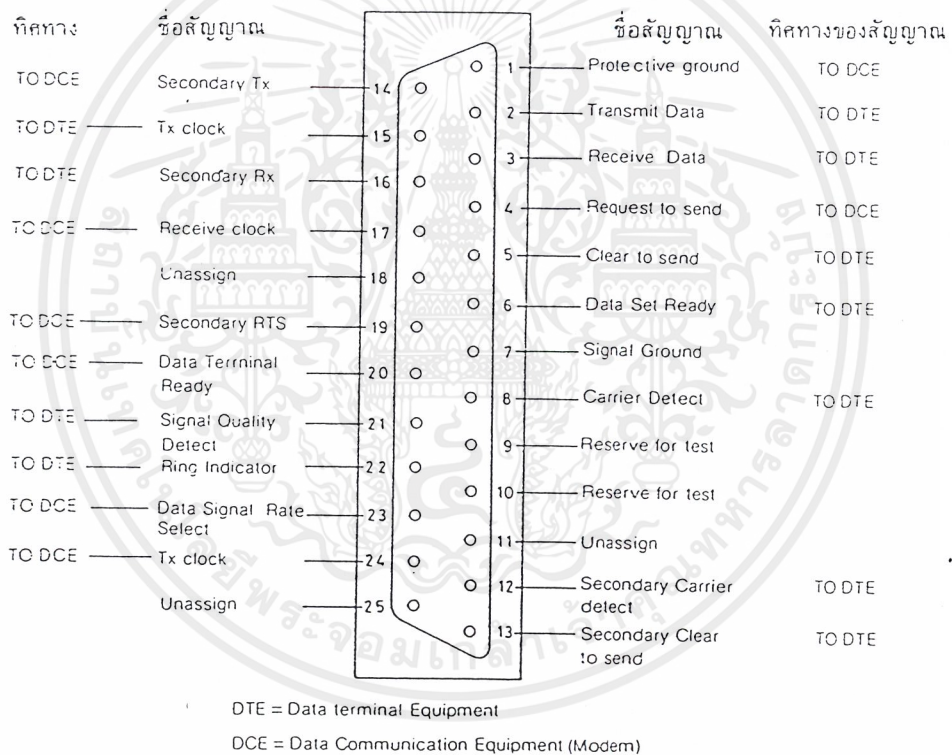 ทิศทาง ชื่อสัญญาณ ชื่อสัญญาณ ทิศทางของสัญญาณ
TO DCE Secondary Tx 14 1 Protective ground TO DCE
TO DTE Tx clock 15 2 Transmit Data TO DTE
TO DTE Secondary Rx 16 3 Receive Data TO DTE
TO DCE Receive clock 17 4 Request to send TO DCE
Unassign 18 5 Clear to send TO DTE
TO DCE Secondary RTS 19 6 Data Set Ready TO DTE
TO DCE Data Terrninal 20 7 Signal Ground
Ready
TO DTE Signal Quality 21 8 Carrier Detect TO DTE
Detect
TO DTE Ring Indicator 22 9 Reserve for test
TO DCE Data Signal Rate 23 10 Reserve for test
Select
TO DCE Tx clock 24 11 Unassign
Unassign 25 12 Secondary Carrier TO DTE
detect
13 Secondary Clear TO DTE
to send
DTE = Data terminal Equipment
DCE = Data Communication Equipment (Modem)